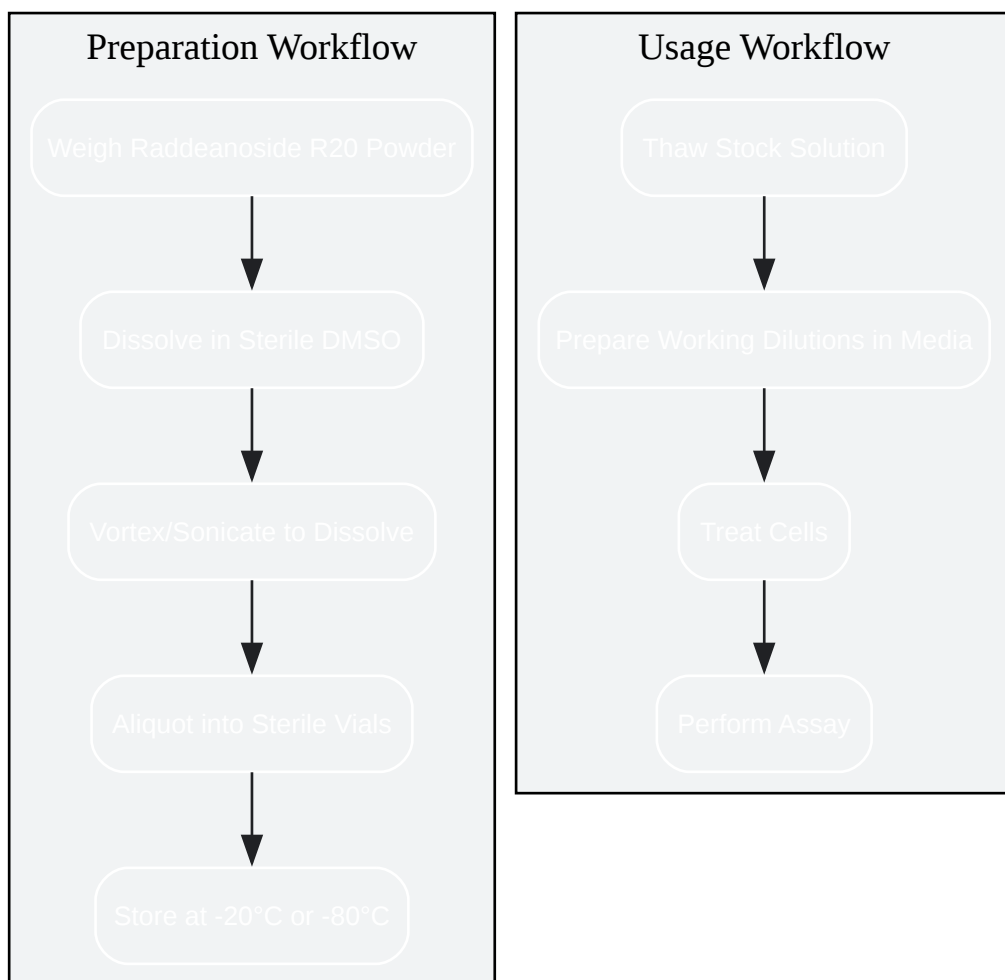 Preparation Workflow
Weigh Raddeanoside R20 Powder
Dissolve in Sterile DMSO
Vortex/Sonicate to Dissolve
Aliquot into Sterile Vials
Store at -20°C or -80°C
Usage Workflow
Thaw Stock Solution
Prepare Working Dilutions in Media
Treat Cells
Perform Assay